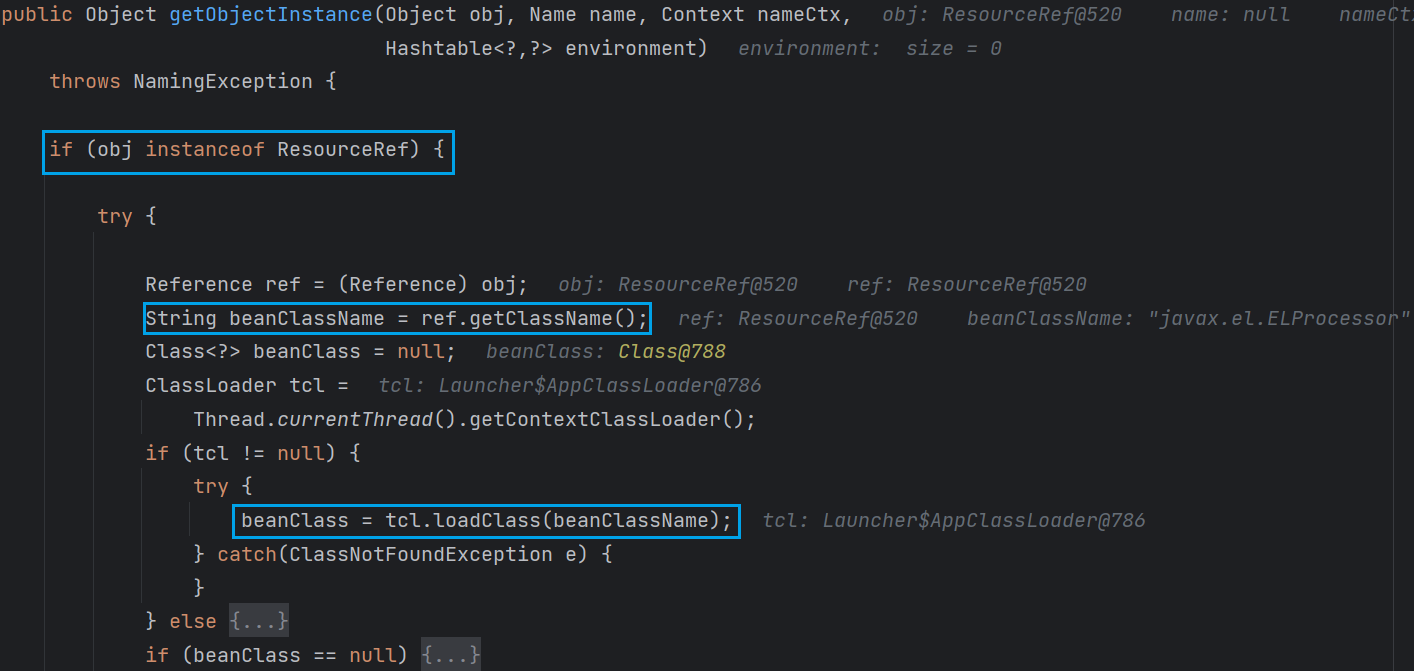 public Object getObjectInstance(Object obj, Name name, Context nameCtx,   obj: ResourceRef@520    name: null    nameCt
                                Hashtable<?,?> environment)   environment:  size = 0
    throws NamingException {
    if (obj instanceof ResourceRef) {
        try {
            Reference ref = (Reference) obj;   obj: ResourceRef@520    ref: ResourceRef@520
            String beanClassName = ref.getClassName();   ref: ResourceRef@520    beanClassName: "javax.el.ELProcessor"
            Class<?> beanClass = null;   beanClass: Class@788
            ClassLoader tcl =   tcl: Launcher$AppClassLoader@786
                Thread.currentThread().getContextClassLoader();
            if (tcl != null) {
                try {
                    beanClass = tcl.loadClass(beanClassName);   tcl: Launcher$AppClassLoader@786
                } catch(ClassNotFoundException e) {
                }
            } else {...}
            if (beanClass == null) {...}